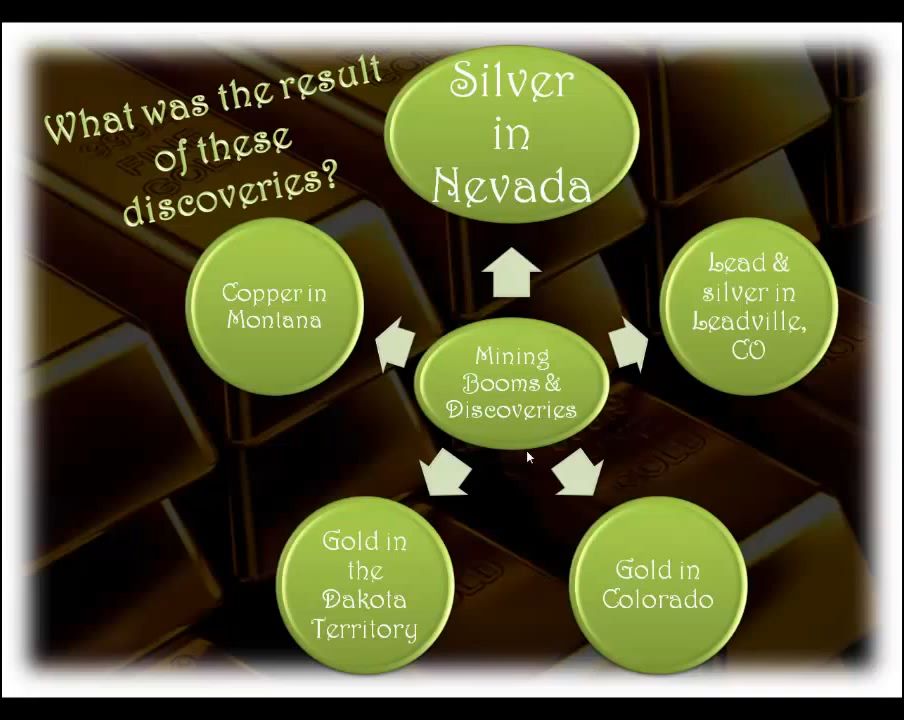 What was the result
of these
discoveries?
Silver
in
Nevada
Copper in
Montana
Lead &
silver in
Leadville,
CO
Mining
Booms &
Discoveries
Gold in
the
Dakota
Territory
Gold in
Colorado